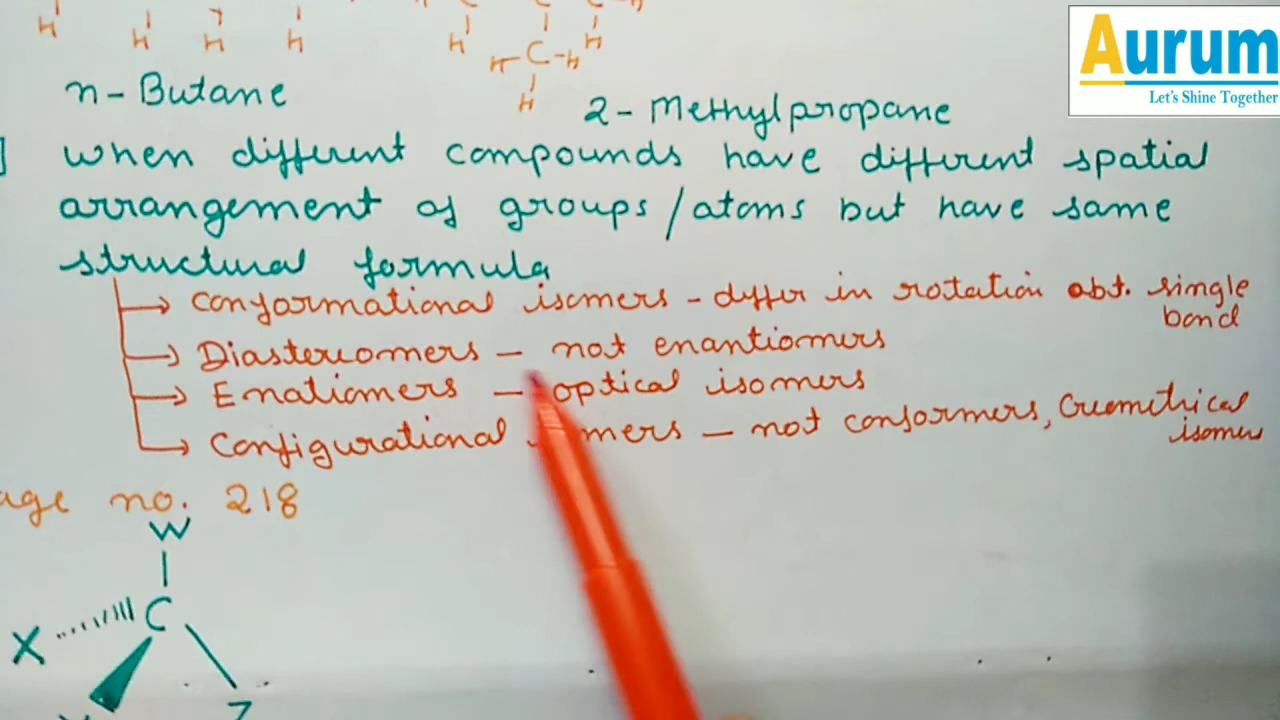 H H H H H H
H-C-H
H
Aurum
Let's Shine Together
n-Butane
2-Methylpropane
] when different compounds have different spatial
arrangement of groups/atoms but have same
structural formula
→ conformational isomers - differ in rotation abt. single
bond
→ Diastereomers - not enantiomers
→ Enatiomers - optical isomers
→ Configurational mers - not conformers, Geometrical
isomers
age no. 218
W
X C
Z